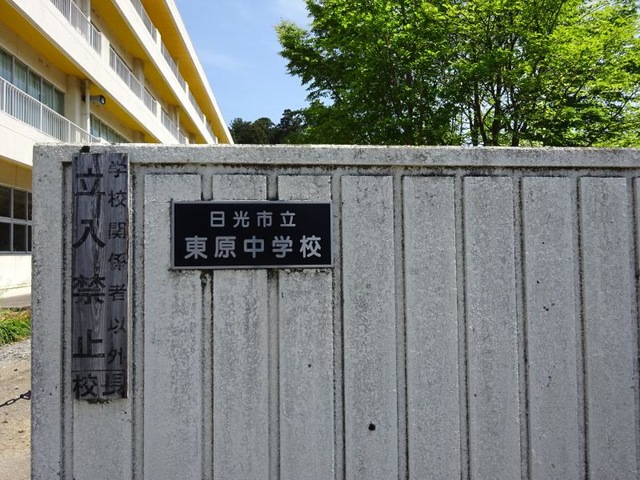 学校関係者以外
立入禁止
校長
日光市立
東原中学校